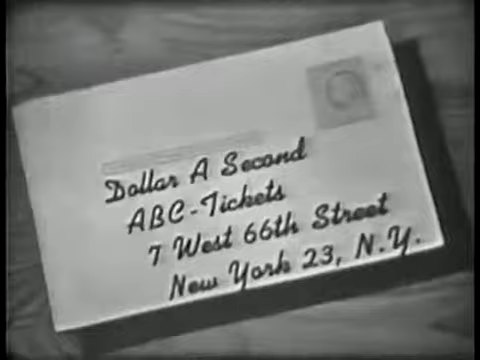 Dollar A Second
ABC-Tickets
7 West 66th Street
New York 23, N.Y.